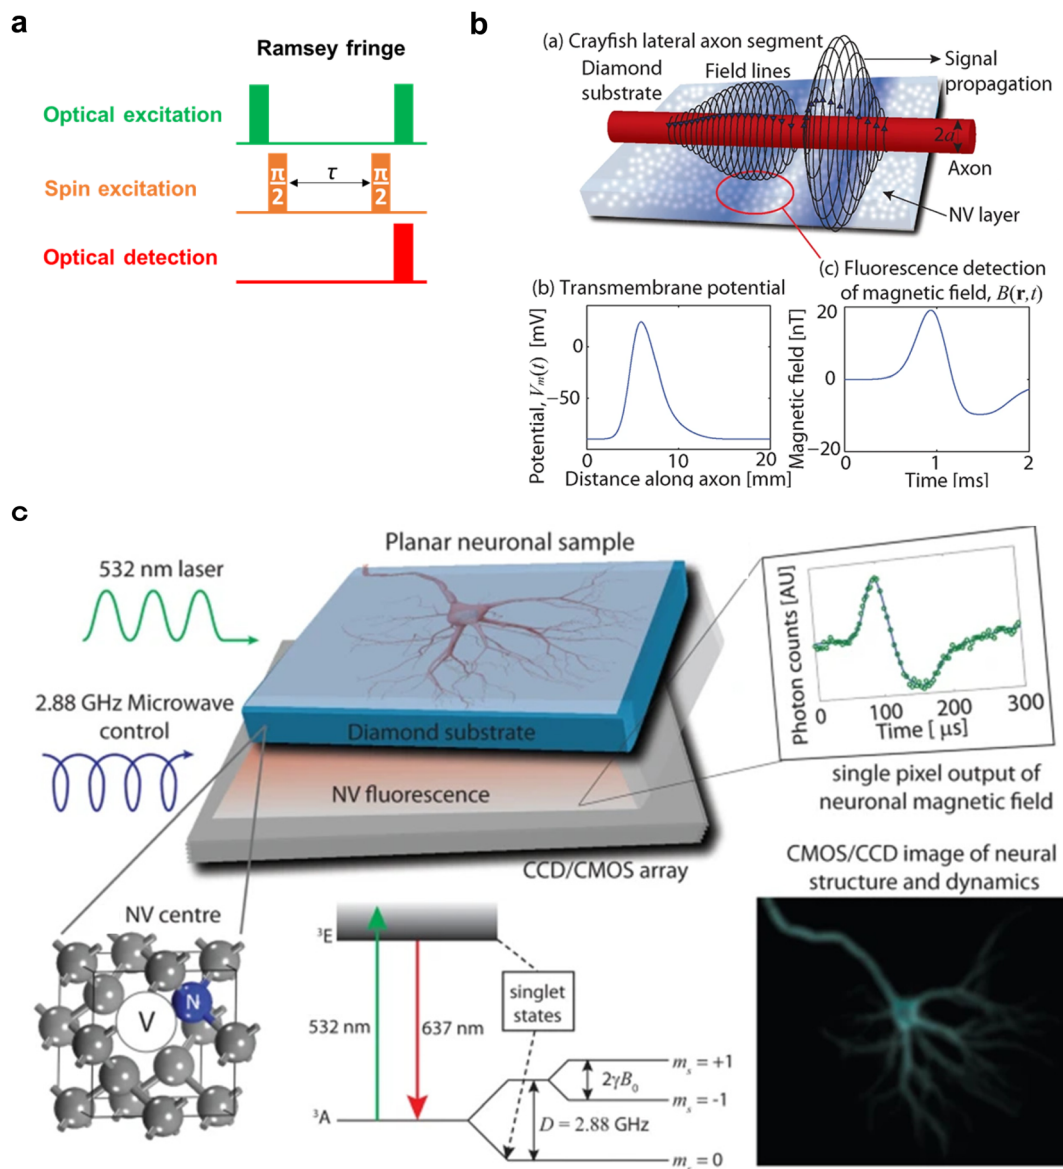 a
Ramsey fringe
Optical excitation
Spin excitation
π/2
τ
π/2
Optical detection
b
(a) Crayfish lateral axon segment
Diamond
substrate
Field lines
Signal
propagation
2a
Axon
NV layer
(b) Transmembrane potential
Potential, Vm(t) [mV]
0
−50
0
10
20
Distance along axon [mm]
(c) Fluorescence detection
of magnetic field, B(r,t)
Magnetic field [nT]
20
0
-20
0
1
2
Time [ms]
c
Planar neuronal sample
532 nm laser
2.88 GHz Microwave
control
Diamond substrate
NV fluorescence
CCD/CMOS array
Photon counts [AU]
0
100
200
300
Time [ μs]
single pixel output of
neuronal magnetic field
NV centre
V
N
³E
532 nm
637 nm
singlet
states
³A
2γB₀
D = 2.88 GHz
mₛ = +1
mₛ = -1
mₛ = 0
CMOS/CCD image of neural
structure and dynamics